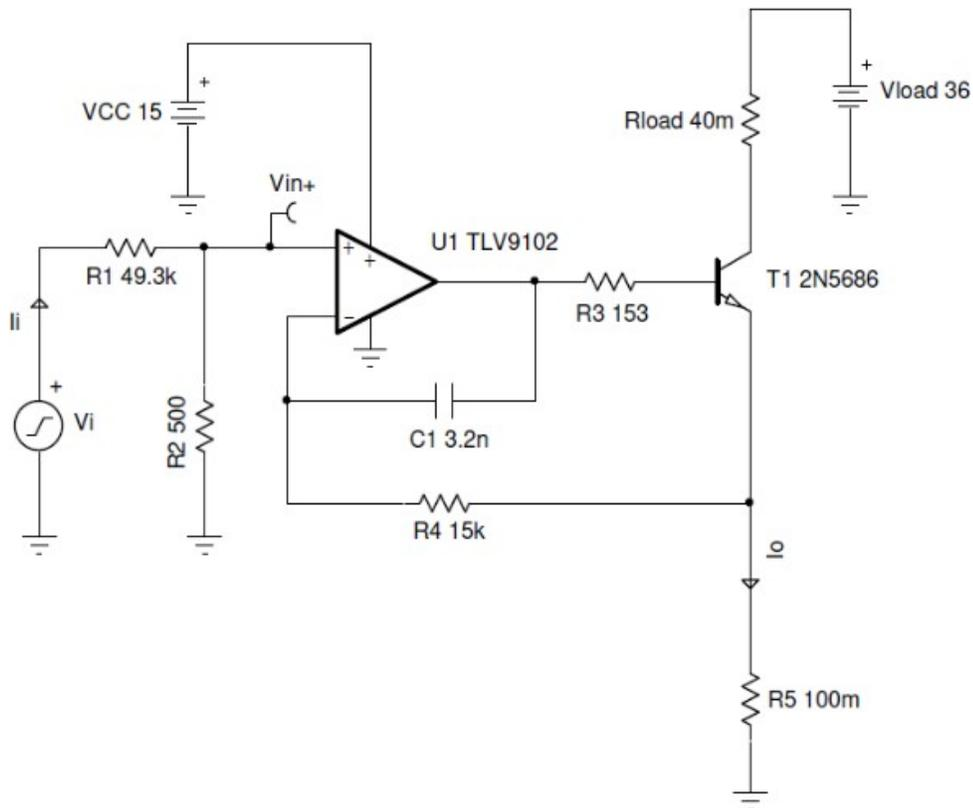 VCC 15
+
Vin+
R1 49.3k
Ii
+
Vi
R2 500
+
+
−
U1 TLV9102
R3 153
C1 3.2n
R4 15k
Rload 40m
+
Vload 36
T1 2N5686
Io
R5 100m